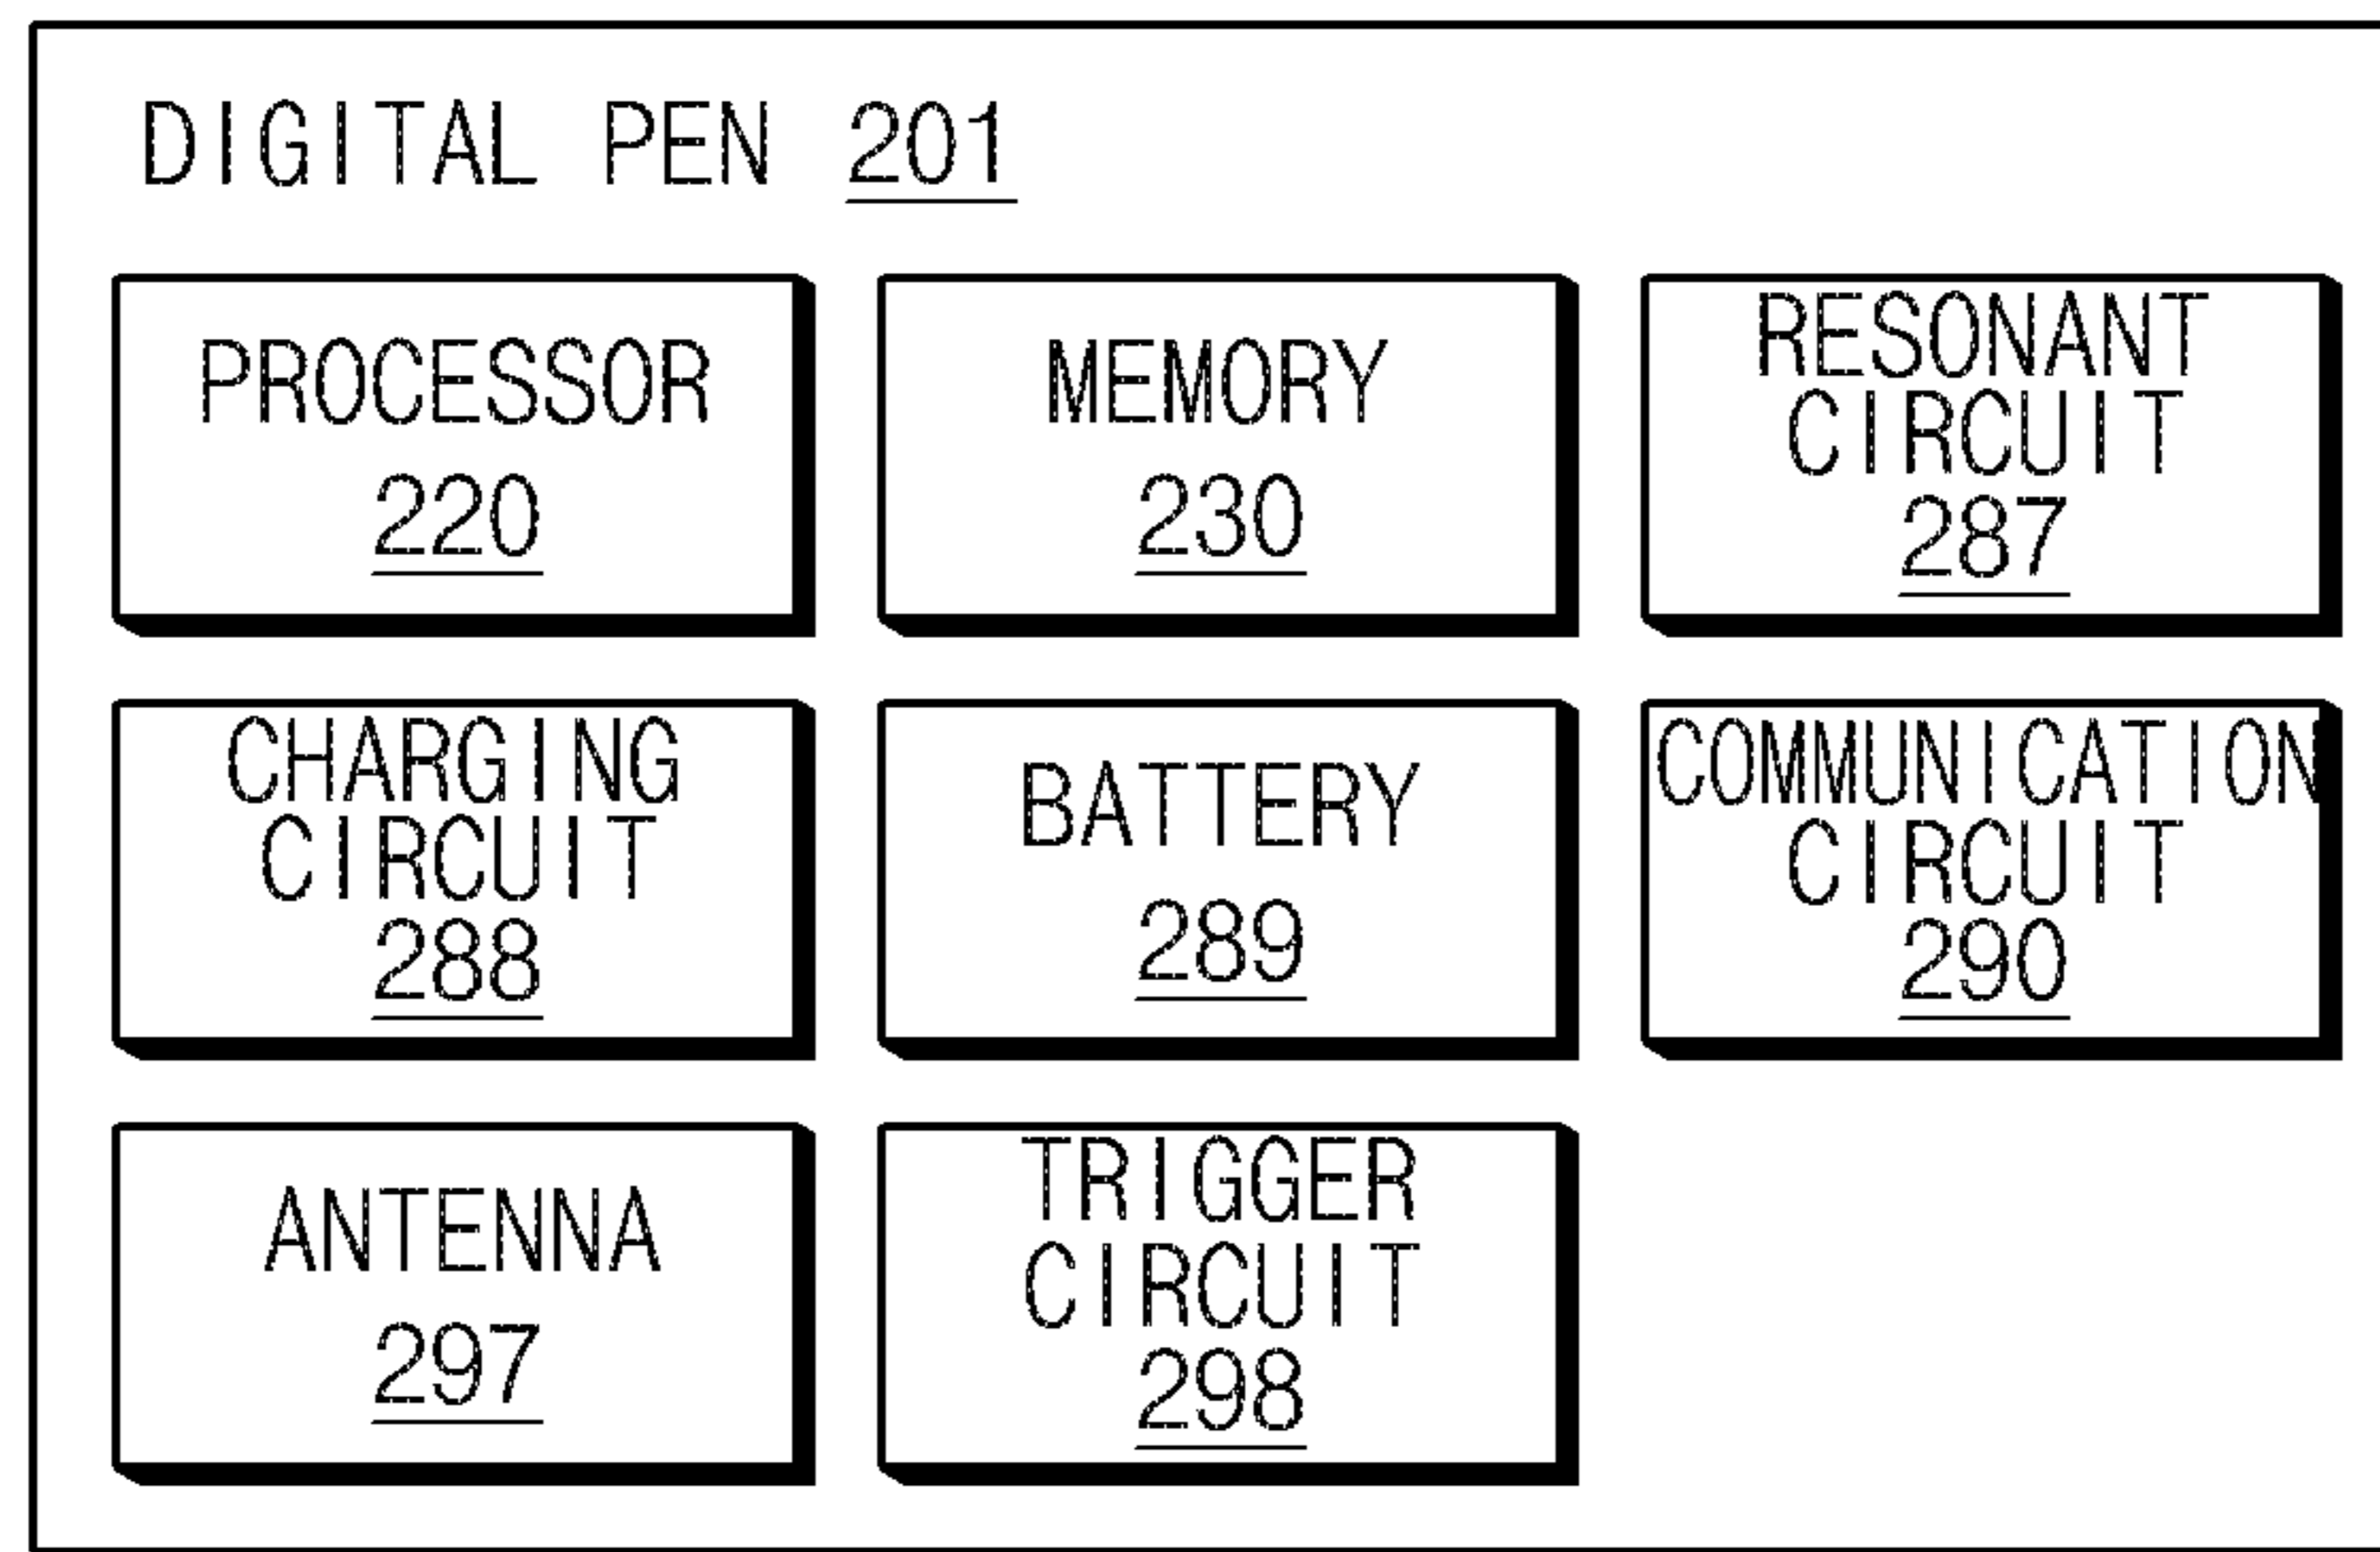 DIGITAL PEN 201
PROCESSOR
220
MEMORY
230
RESONANT
CIRCUIT
287
CHARGING
CIRCUIT
288
BATTERY
289
COMMUNICATION
CIRCUIT
290
ANTENNA
297
TRIGGER
CIRCUIT
298